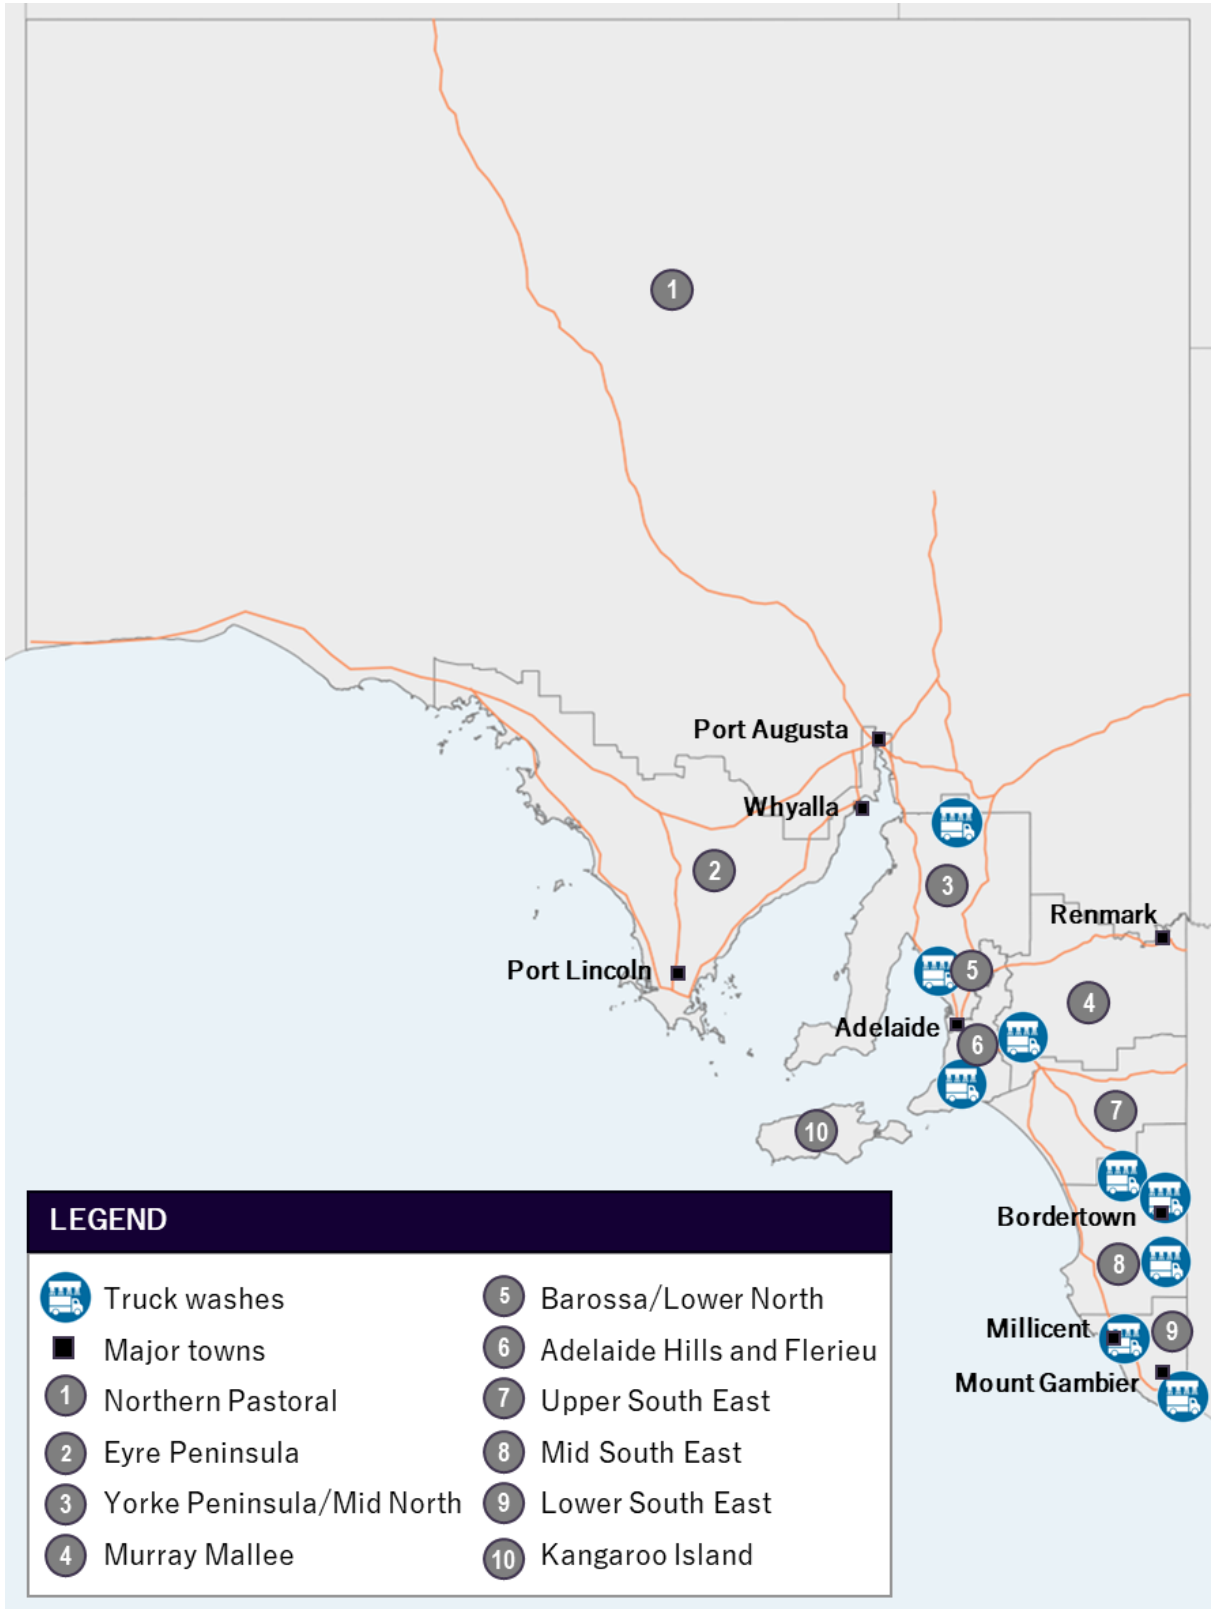 1
Port Augusta
Whyalla
2
3
Renmark
Port Lincoln
5
4
Adelaide
6
7
10
Bordertown
8
Millicent
9
Mount Gambier
LEGEND
Truck washes
Major towns
1 Northern Pastoral
2 Eyre Peninsula
3 Yorke Peninsula/Mid North
4 Murray Mallee
5 Barossa/Lower North
6 Adelaide Hills and Flerieu
7 Upper South East
8 Mid South East
9 Lower South East
10 Kangaroo Island